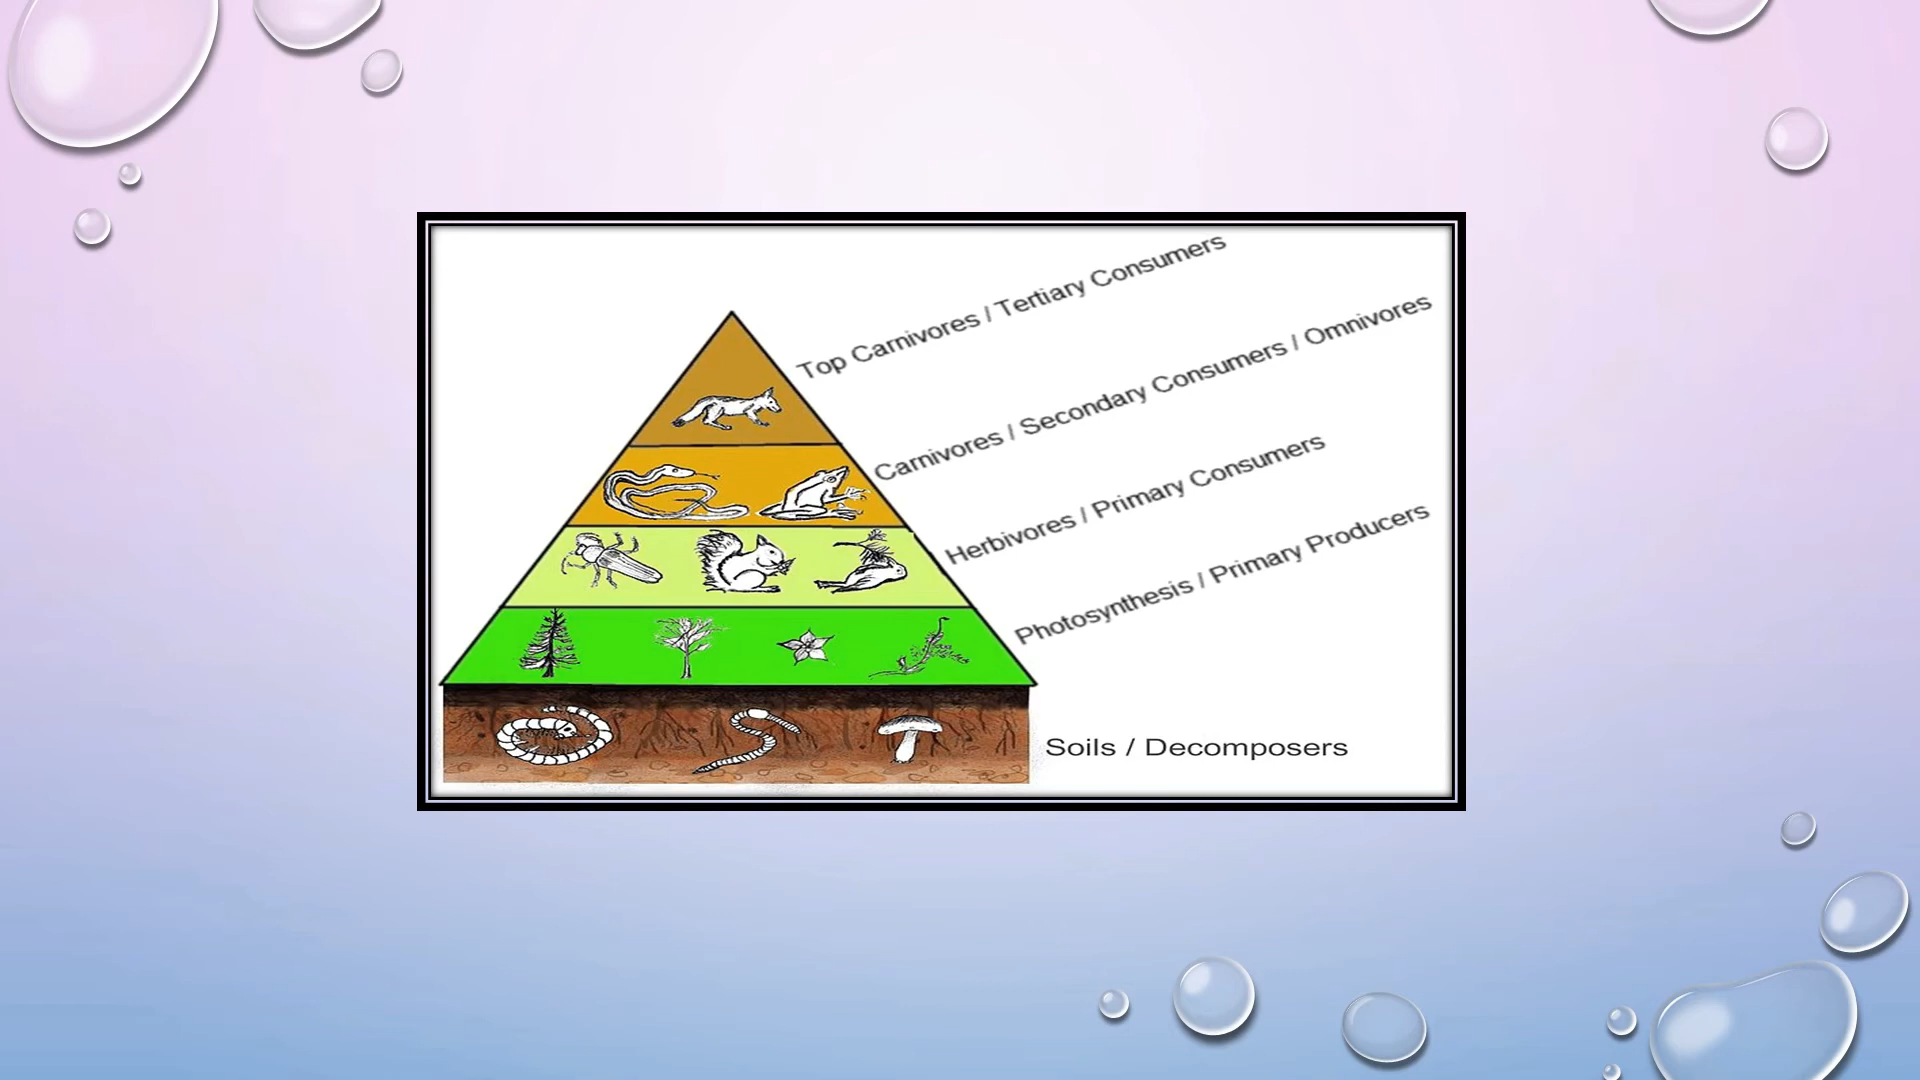 Top Carnivores / Tertiary Consumers
Carnivores / Secondary Consumers / Omnivores
Herbivores / Primary Consumers
Photosynthesis / Primary Producers
Soils / Decomposers